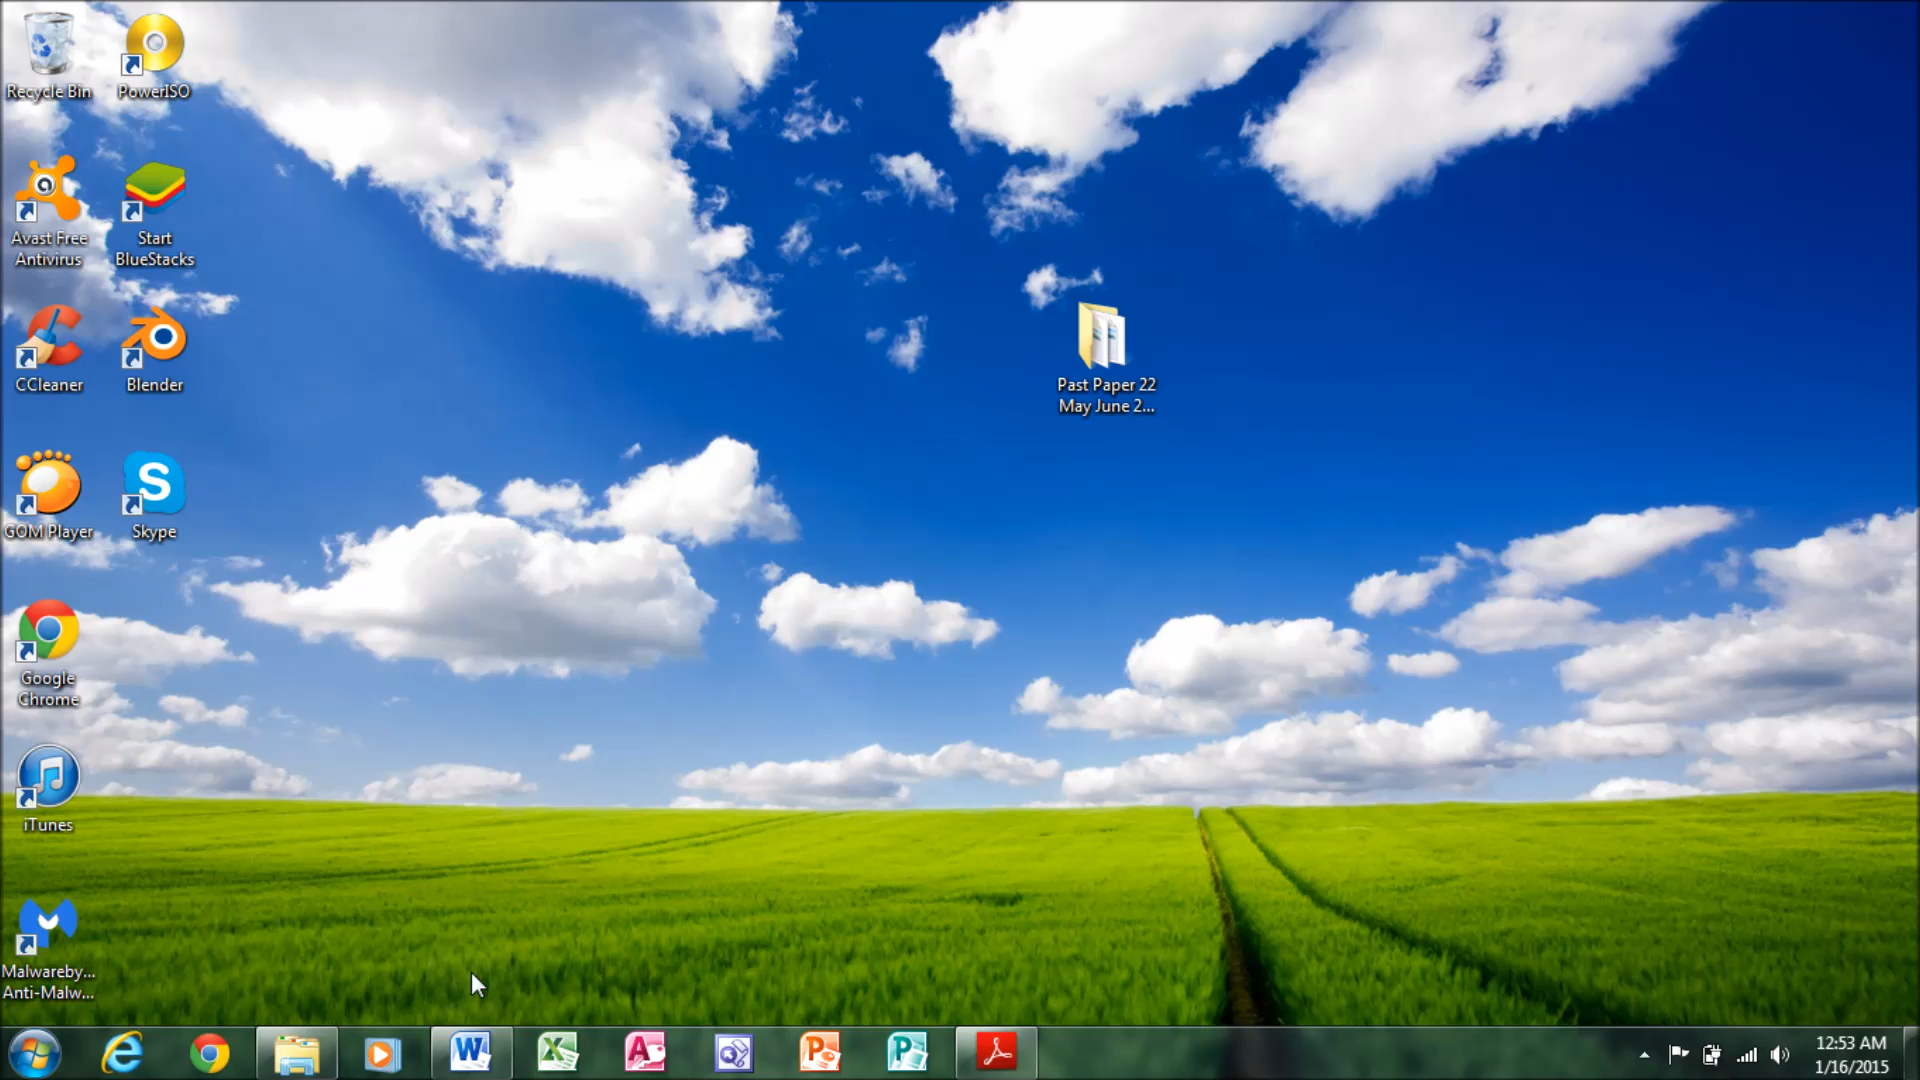 Recycle Bin
PowerISO
Avast Free
Antivirus
Start
BlueStacks
CCleaner
Blender
GOM Player
Skype
Google
Chrome
iTunes
Malwareby...
Anti-Malw...
Past Paper 22
May June 2...
12:53 AM
1/16/2015